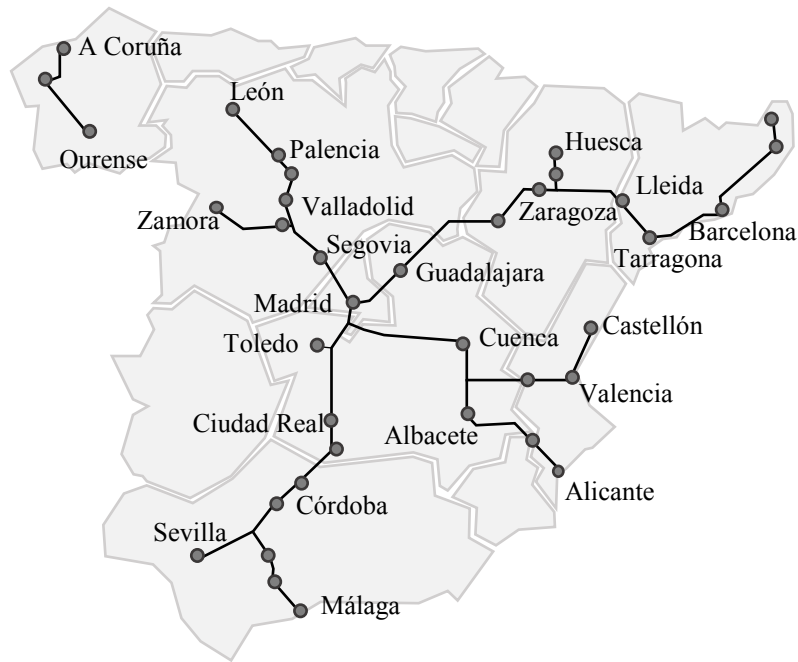 A Coruña
León
Huesca
Palencia
Ourense
Lleida
Valladolid
Zaragoza
Zamora
Barcelona
Segovia
Tarragona
Guadalajara
Madrid
Castellón
Toledo
Cuenca
Valencia
Ciudad Real
Albacete
Alicante
Córdoba
Sevilla
Málaga